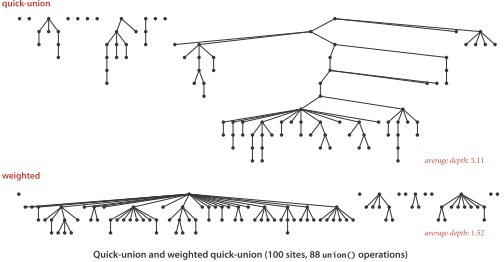 quick-union
average depth: 5.11
weighted
average depth: 1.52
Quick-union and weighted quick-union (100 sites, 88 union() operations)